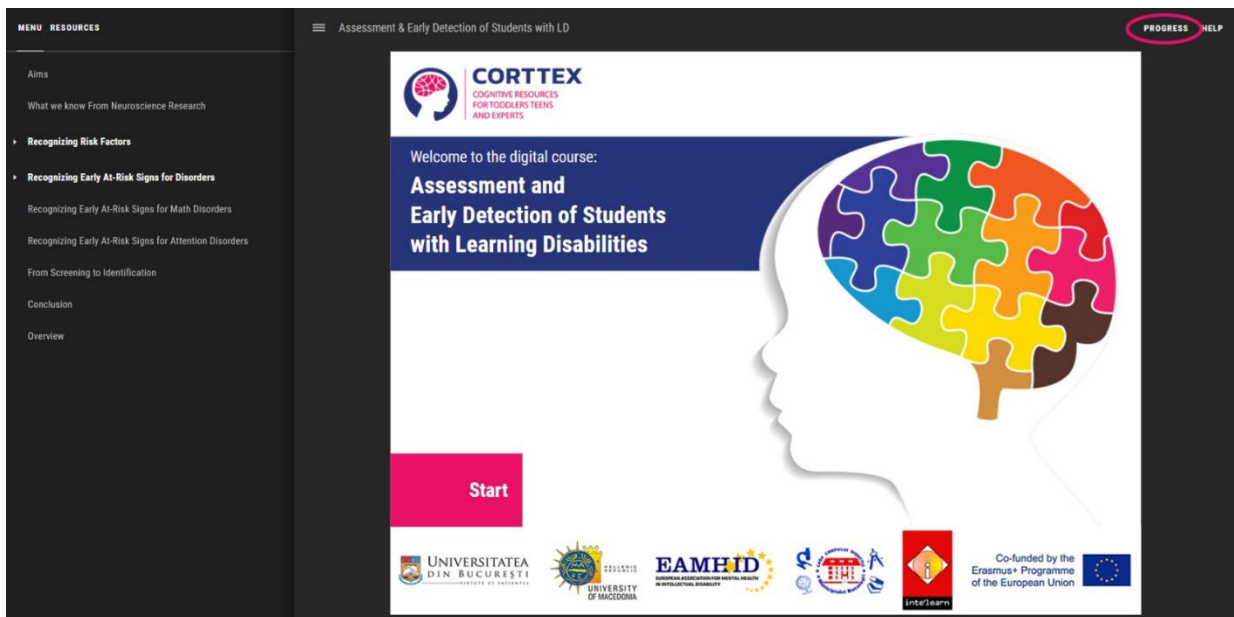 MENU RESOURCES
Assessment & Early Detection of Students with LD
PROGRESS HELP
Aims
What we know From Neuroscience Research
Recognizing Risk Factors
Recognizing Early At-Risk Signs for Disorders
Recognizing Early At-Risk Signs for Math Disorders
Recognizing Early At-Risk Signs for Attention Disorders
From Screening to Identification
Conclusion
Overview
CORTTEX
COGNITIVE RESOURCES
FOR TODDLERS TEENS
AND EXPERTS
Welcome to the digital course:
Assessment and
Early Detection of Students
with Learning Disabilities
Start
UNIVERSITATEA
DIN BUCUREȘTI
VIRTUTE ET SAPIENTIA
UNIVERSITY
OF MACEDONIA
EAMHID
EUROPEAN ASSOCIATION FOR MENTAL HEALTH
IN INTELLECTUAL DISABILITY
inte'learn
Co-funded by the
Erasmus+ Programme
of the European Union